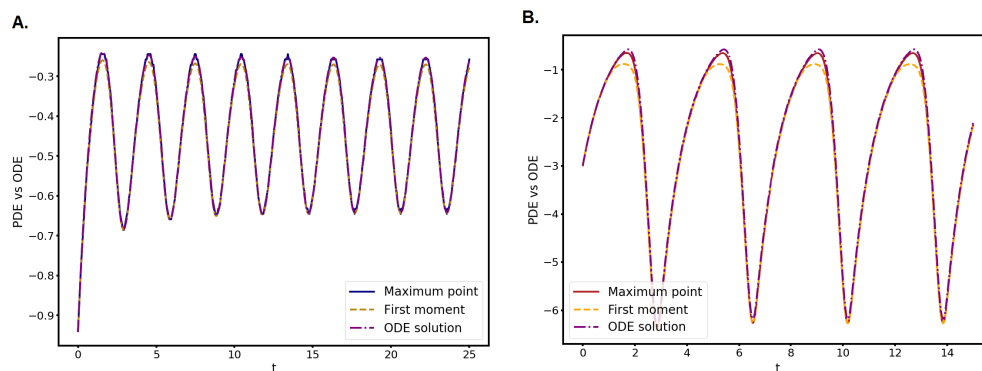 A.
PDE vs ODE
−0.3
−0.4
−0.5
−0.6
−0.7
−0.8
−0.9
Maximum point
First moment
ODE solution
0 5 10 15 20 25
t
B.
PDE vs ODE
−1
−2
−3
−4
−5
−6
Maximum point
First moment
ODE solution
0 2 4 6 8 10 12 14
t